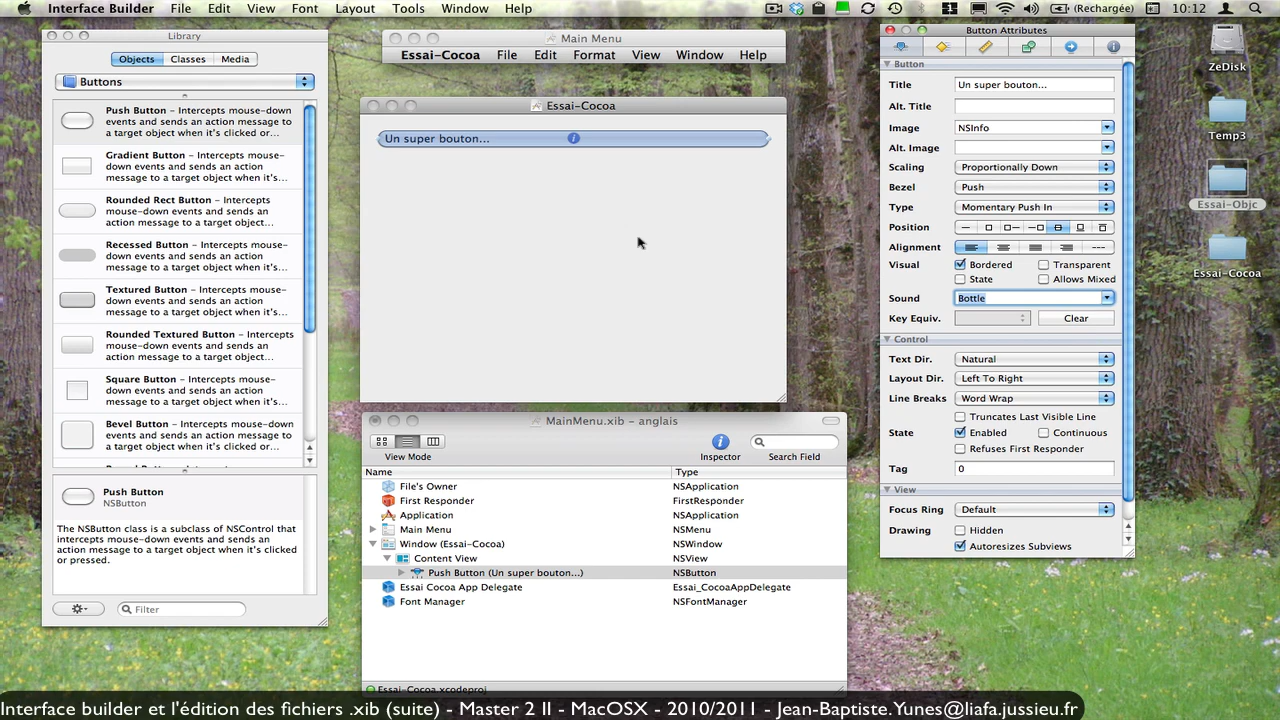 Interface Builder File Edit View Font Layout Tools Window Help (Rechargée) 10:12
Library
Objects Classes Media
Buttons
Push Button – Intercepts mouse-down
events and sends an action message to
a target object when it's clicked or...
Gradient Button – Intercepts mouse-
down events and sends an action
message to a target object when it's...
Rounded Rect Button – Intercepts
mouse-down events and sends an
action message to a target object...
Recessed Button – Intercepts mouse-
down events and sends an action
message to a target object when it's...
Textured Button – Intercepts mouse-
down events and sends an action
message to a target object when it's...
Rounded Textured Button – Intercepts
mouse-down events and sends an
action message to a target object...
Square Button – Intercepts mouse-
down events and sends an action
message to a target object when it's...
Bevel Button – Intercepts mouse-down
events and sends an action message to
a target object when it's clicked or...
Push Button
NSButton
The NSButton class is a subclass of NSControl that
intercepts mouse-down events and sends an
action message to a target object when it's clicked
or pressed.
Filter
Main Menu
Essai-Cocoa File Edit Format View Window Help
Essai-Cocoa
Un super bouton...
MainMenu.xib – anglais
View Mode Inspector Search Field
Name Type
File's Owner NSApplication
First Responder FirstResponder
Application NSApplication
Main Menu NSMenu
Window (Essai-Cocoa) NSWindow
Content View NSView
Push Button (Un super bouton...) NSButton
Essai Cocoa App Delegate Essai_CocoaAppDelegate
Font Manager NSFontManager
Essai-Cocoa.xcodeproj
Button Attributes
Button
Title Un super bouton...
Alt. Title
Image NSInfo
Alt. Image
Scaling Proportionally Down
Bezel Push
Type Momentary Push In
Position
Alignment
Visual Bordered Transparent
State Allows Mixed
Sound Bottle
Key Equiv. Clear
Control
Text Dir. Natural
Layout Dir. Left To Right
Line Breaks Word Wrap
Truncates Last Visible Line
State Enabled Continuous
Refuses First Responder
Tag 0
View
Focus Ring Default
Drawing Hidden
Autoresizes Subviews
ZeDisk
Temp3
Essai-Objc
Essai-Cocoa
Interface builder et l'édition des fichiers .xib (suite) - Master 2 II - MacOSX - 2010/2011 - Jean-Baptiste.Yunes@liafa.jussieu.fr